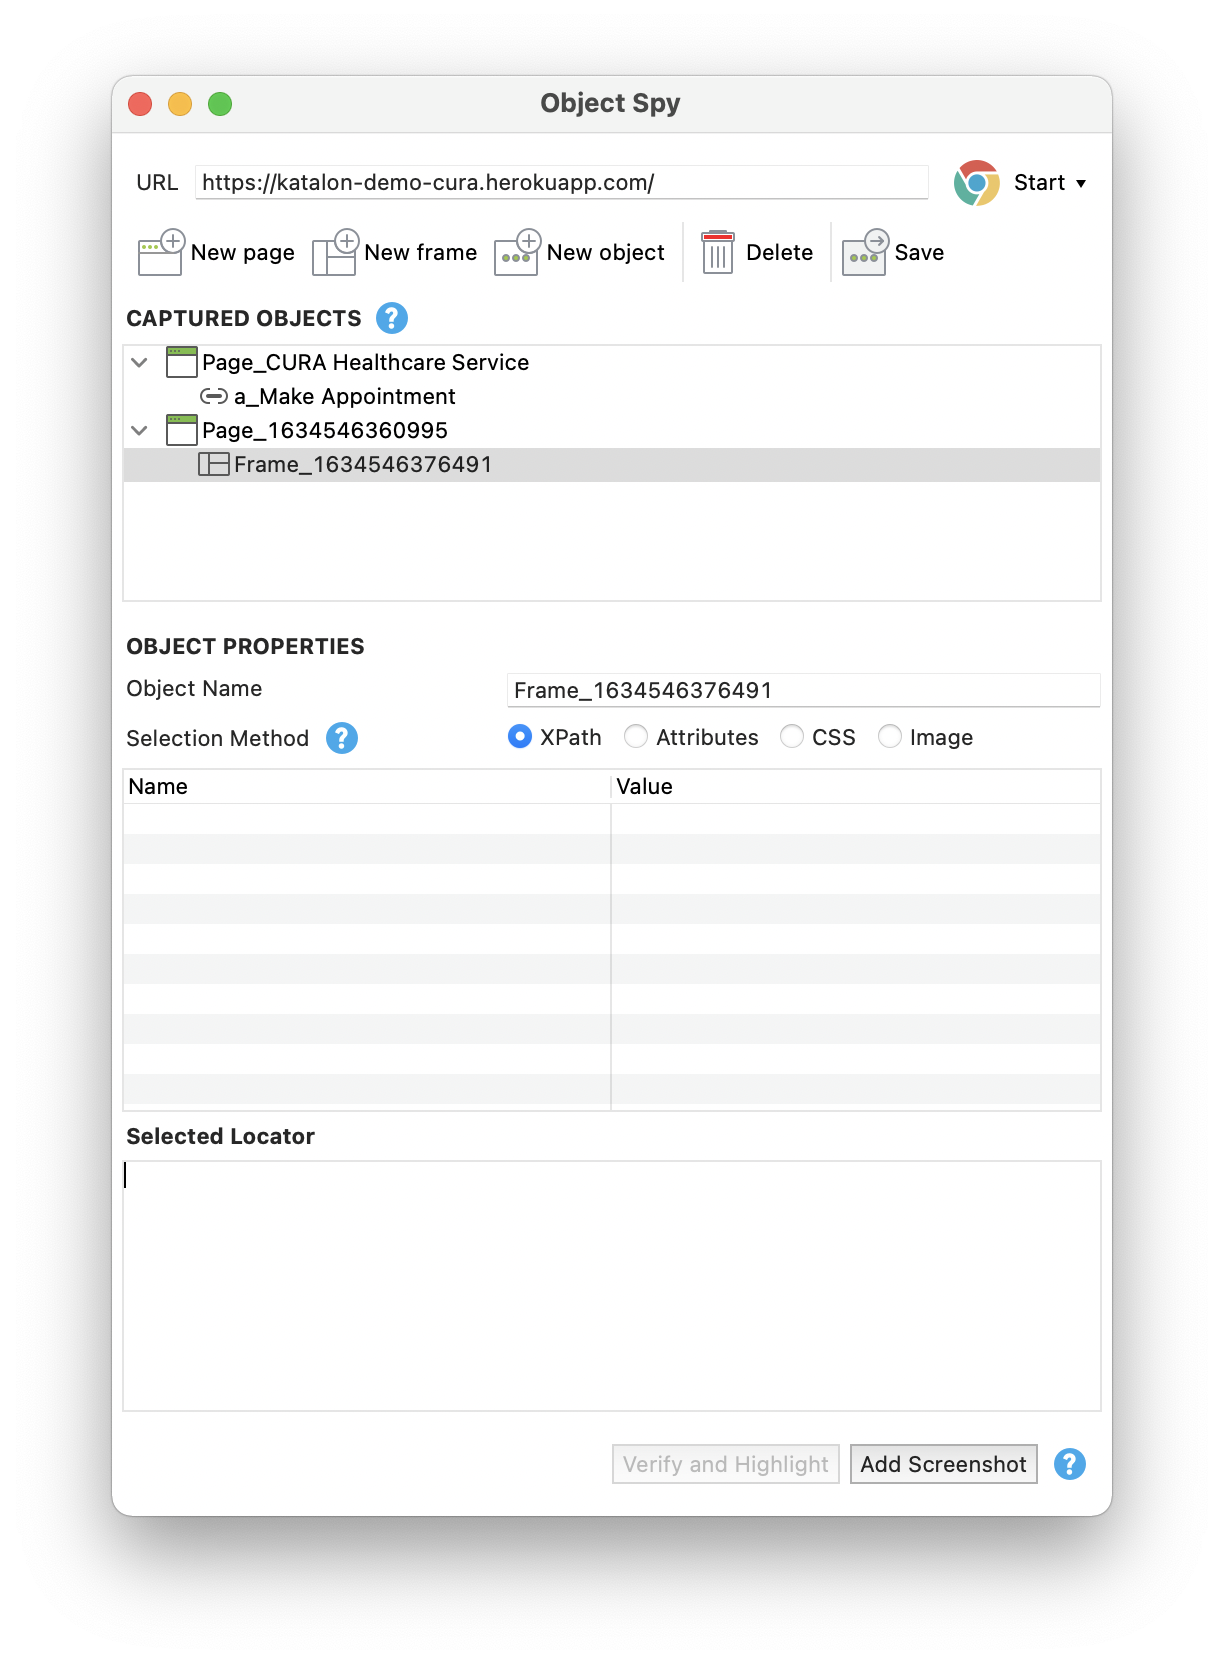 Object Spy
URL https://katalon-demo-cura.herokuapp.com/ Start
New page New frame New object Delete Save
CAPTURED OBJECTS ?
Page_CURA Healthcare Service
a_Make Appointment
Page_1634546360995
Frame_1634546376491
OBJECT PROPERTIES
Object Name Frame_1634546376491
Selection Method ? XPath Attributes CSS Image
Name Value
Selected Locator
Verify and Highlight Add Screenshot ?